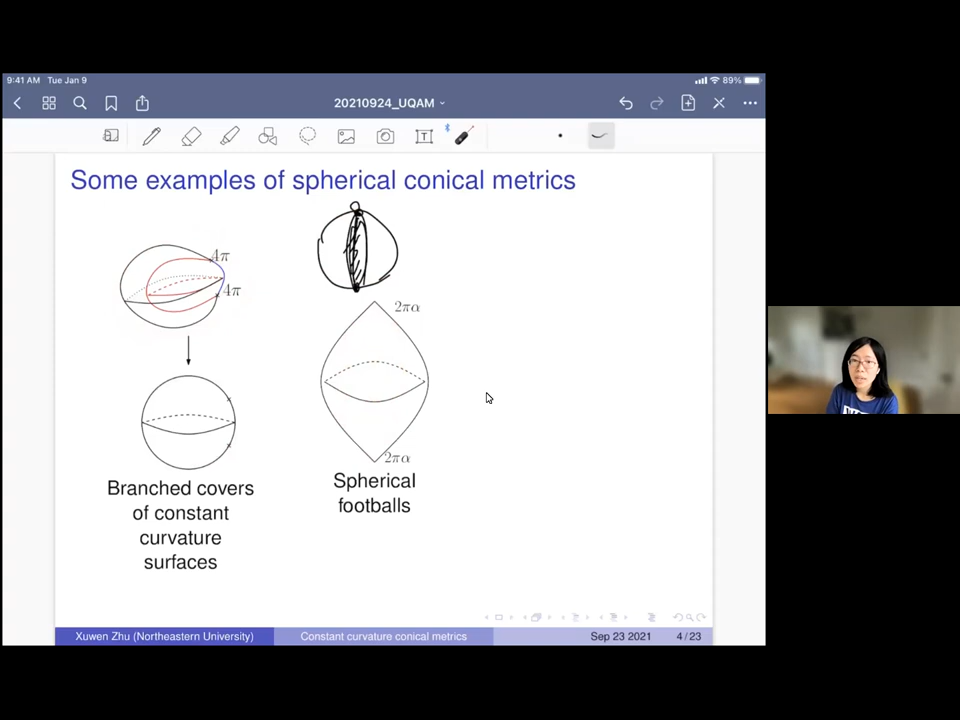 9:41 AM Tue Jan 9
89%
20210924_UQAM
Some examples of spherical conical metrics
4π
4π
2πα
2πα
Branched covers
of constant
curvature
surfaces
Spherical
footballs
Xuwen Zhu (Northeastern University)
Constant curvature conical metrics
Sep 23 2021
4 / 23